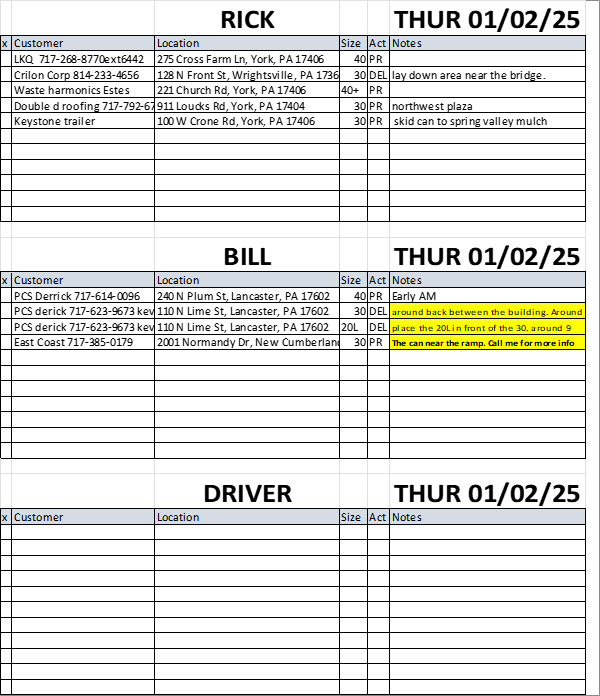 RICK THUR 01/02/25
x Customer Location Size Act Notes
LKQ 717-268-8770ext6442 275 Cross Farm Ln, York, PA 17406 40 PR
Crilon Corp 814-233-4656 128 N Front St, Wrightsville, PA 1736 30 DEL lay down area near the bridge.
Waste harmonics Estes 221 Church Rd, York, PA 17406 40+ PR
Double d roofing 717-792-67 911 Loucks Rd, York, PA 17404 30 PR northwest plaza
Keystone trailer 100 W Crone Rd, York, PA 17406 30 PR skid can to spring valley mulch
BILL THUR 01/02/25
x Customer Location Size Act Notes
PCS Derrick 717-614-0096 240 N Plum St, Lancaster, PA 17602 40 PR Early AM
PCS derick 717-623-9673 kev 110 N Lime St, Lancaster, PA 17602 30 DEL around back between the building. Around
PCS derick 717-623-9673 kev 110 N Lime St, Lancaster, PA 17602 20L DEL place the 20L in front of the 30. around 9
East Coast 717-385-0179 2001 Normandy Dr, New Cumberland 30 PR The can near the ramp. Call me for more info
DRIVER THUR 01/02/25
x Customer Location Size Act Notes